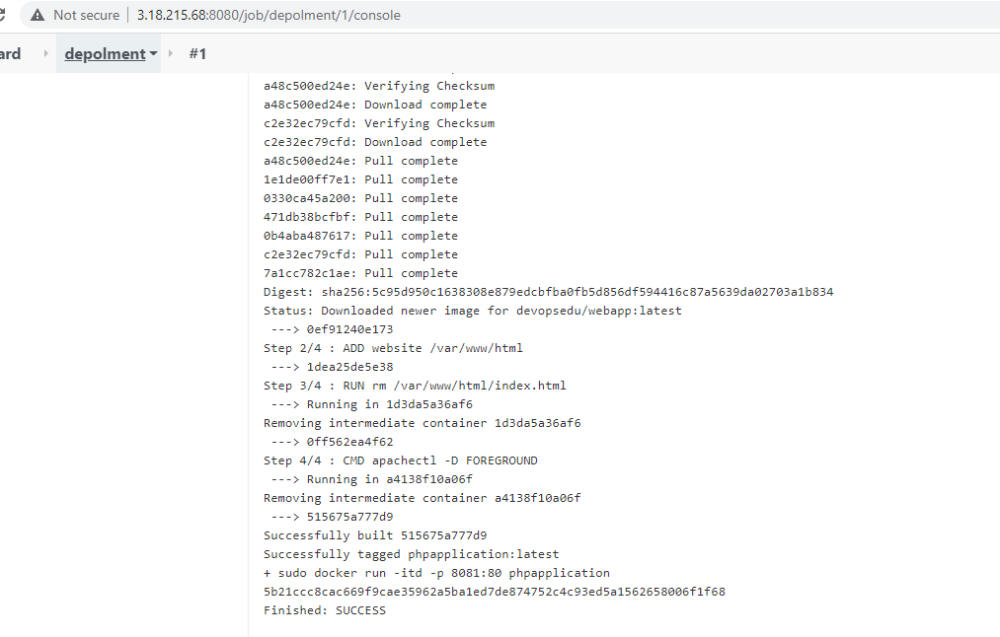 Not secure | 3.18.215.68:8080/job/depolment/1/console
ard depolment #1
a48c500ed24e: Verifying Checksum
a48c500ed24e: Download complete
c2e32ec79cfd: Verifying Checksum
c2e32ec79cfd: Download complete
a48c500ed24e: Pull complete
1e1de00ff7e1: Pull complete
0330ca45a200: Pull complete
471db38bcfbf: Pull complete
0b4aba487617: Pull complete
c2e32ec79cfd: Pull complete
7a1cc782c1ae: Pull complete
Digest: sha256:5c95d950c1638308e879edcbfba0fb5d856df594416c87a5639da02703a1b834
Status: Downloaded newer image for devopsedu/webapp:latest
---> 0ef91240e173
Step 2/4 : ADD website /var/www/html
---> 1dea25de5e38
Step 3/4 : RUN rm /var/www/html/index.html
---> Running in 1d3da5a36af6
Removing intermediate container 1d3da5a36af6
---> 0ff562ea4f62
Step 4/4 : CMD apachectl -D FOREGROUND
---> Running in a4138f10a06f
Removing intermediate container a4138f10a06f
---> 515675a777d9
Successfully built 515675a777d9
Successfully tagged phpapplication:latest
+ sudo docker run -itd -p 8081:80 phpapplication
5b21ccc8cac669f9cae35962a5ba1ed7de874752c4c93ed5a1562658006f1f68
Finished: SUCCESS